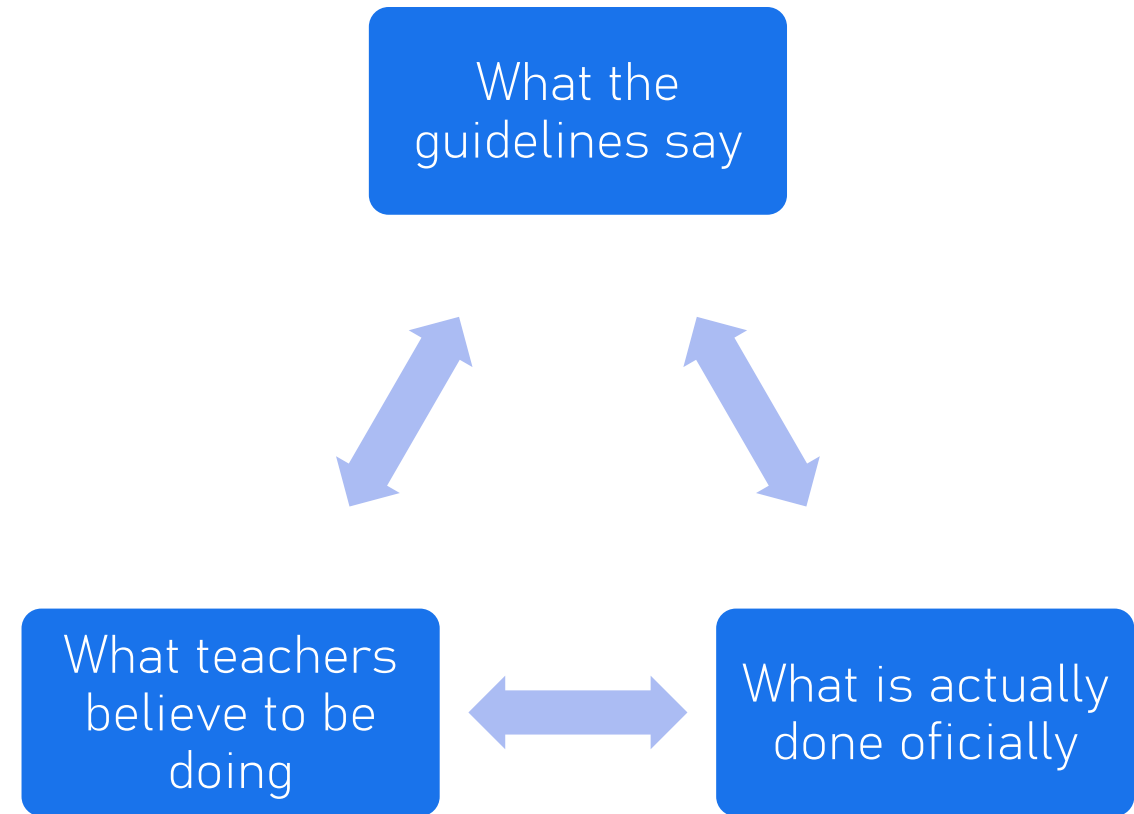 What the
guidelines say
What teachers
believe to be
doing
What is actually
done oficially